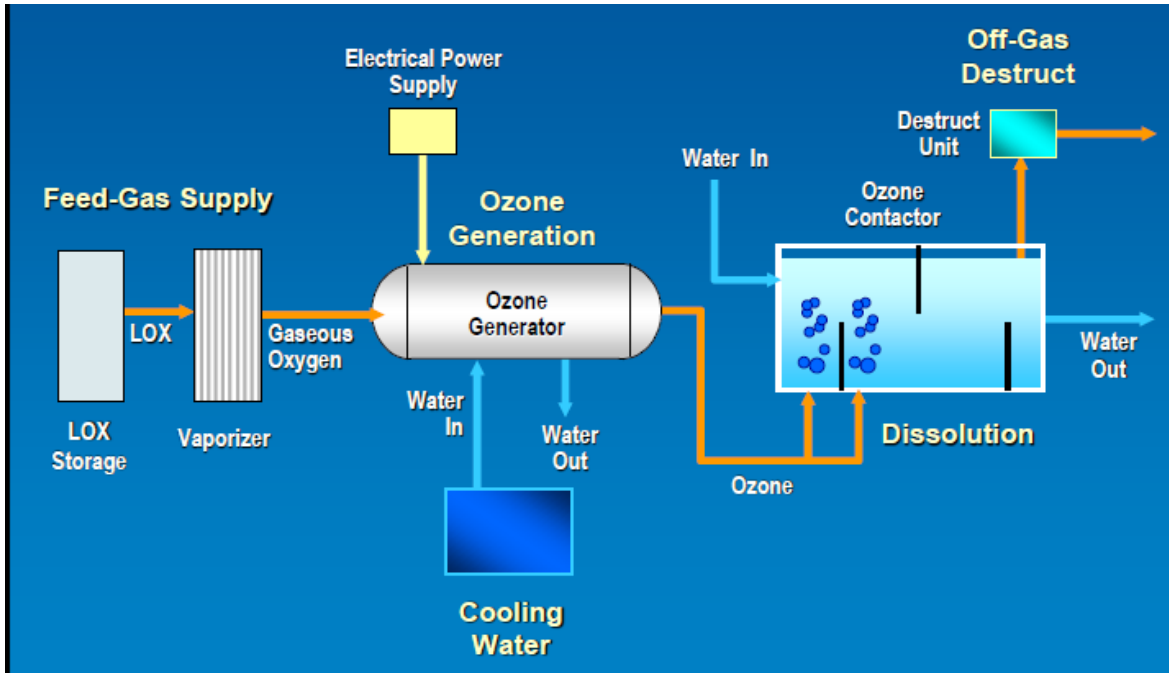 Off-Gas
Destruct
Electrical Power
Supply
Destruct
Unit
Water In
Feed-Gas Supply
Ozone
Generation
Ozone
Contactor
Ozone
Generator
LOX
Gaseous
Oxygen
Water
In
Water
Out
Water
Out
LOX
Storage
Vaporizer
Dissolution
Ozone
Cooling
Water